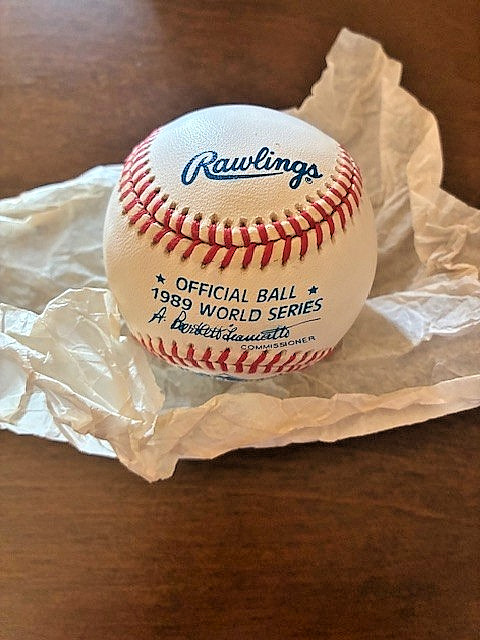 Rawlings®
★ OFFICIAL BALL ★
1989 WORLD SERIES
A. Bartlett Giamatti
COMMISSIONER